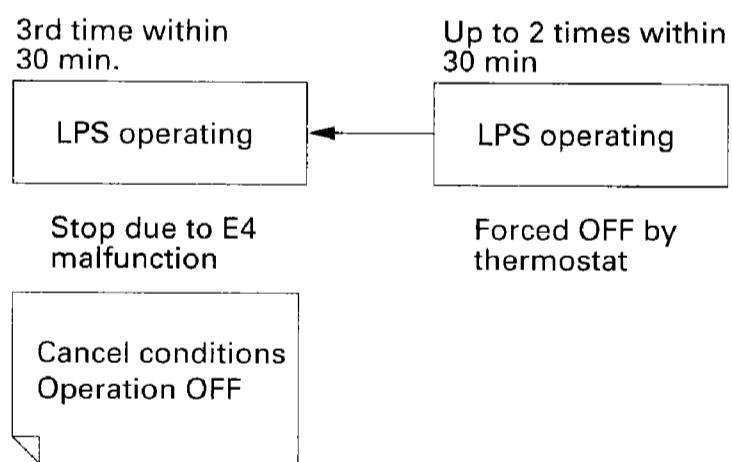 3rd time within
30 min.
LPS operating
Stop due to E4
malfunction
Cancel conditions
Operation OFF
Up to 2 times within
30 min
LPS operating
Forced OFF by
thermostat